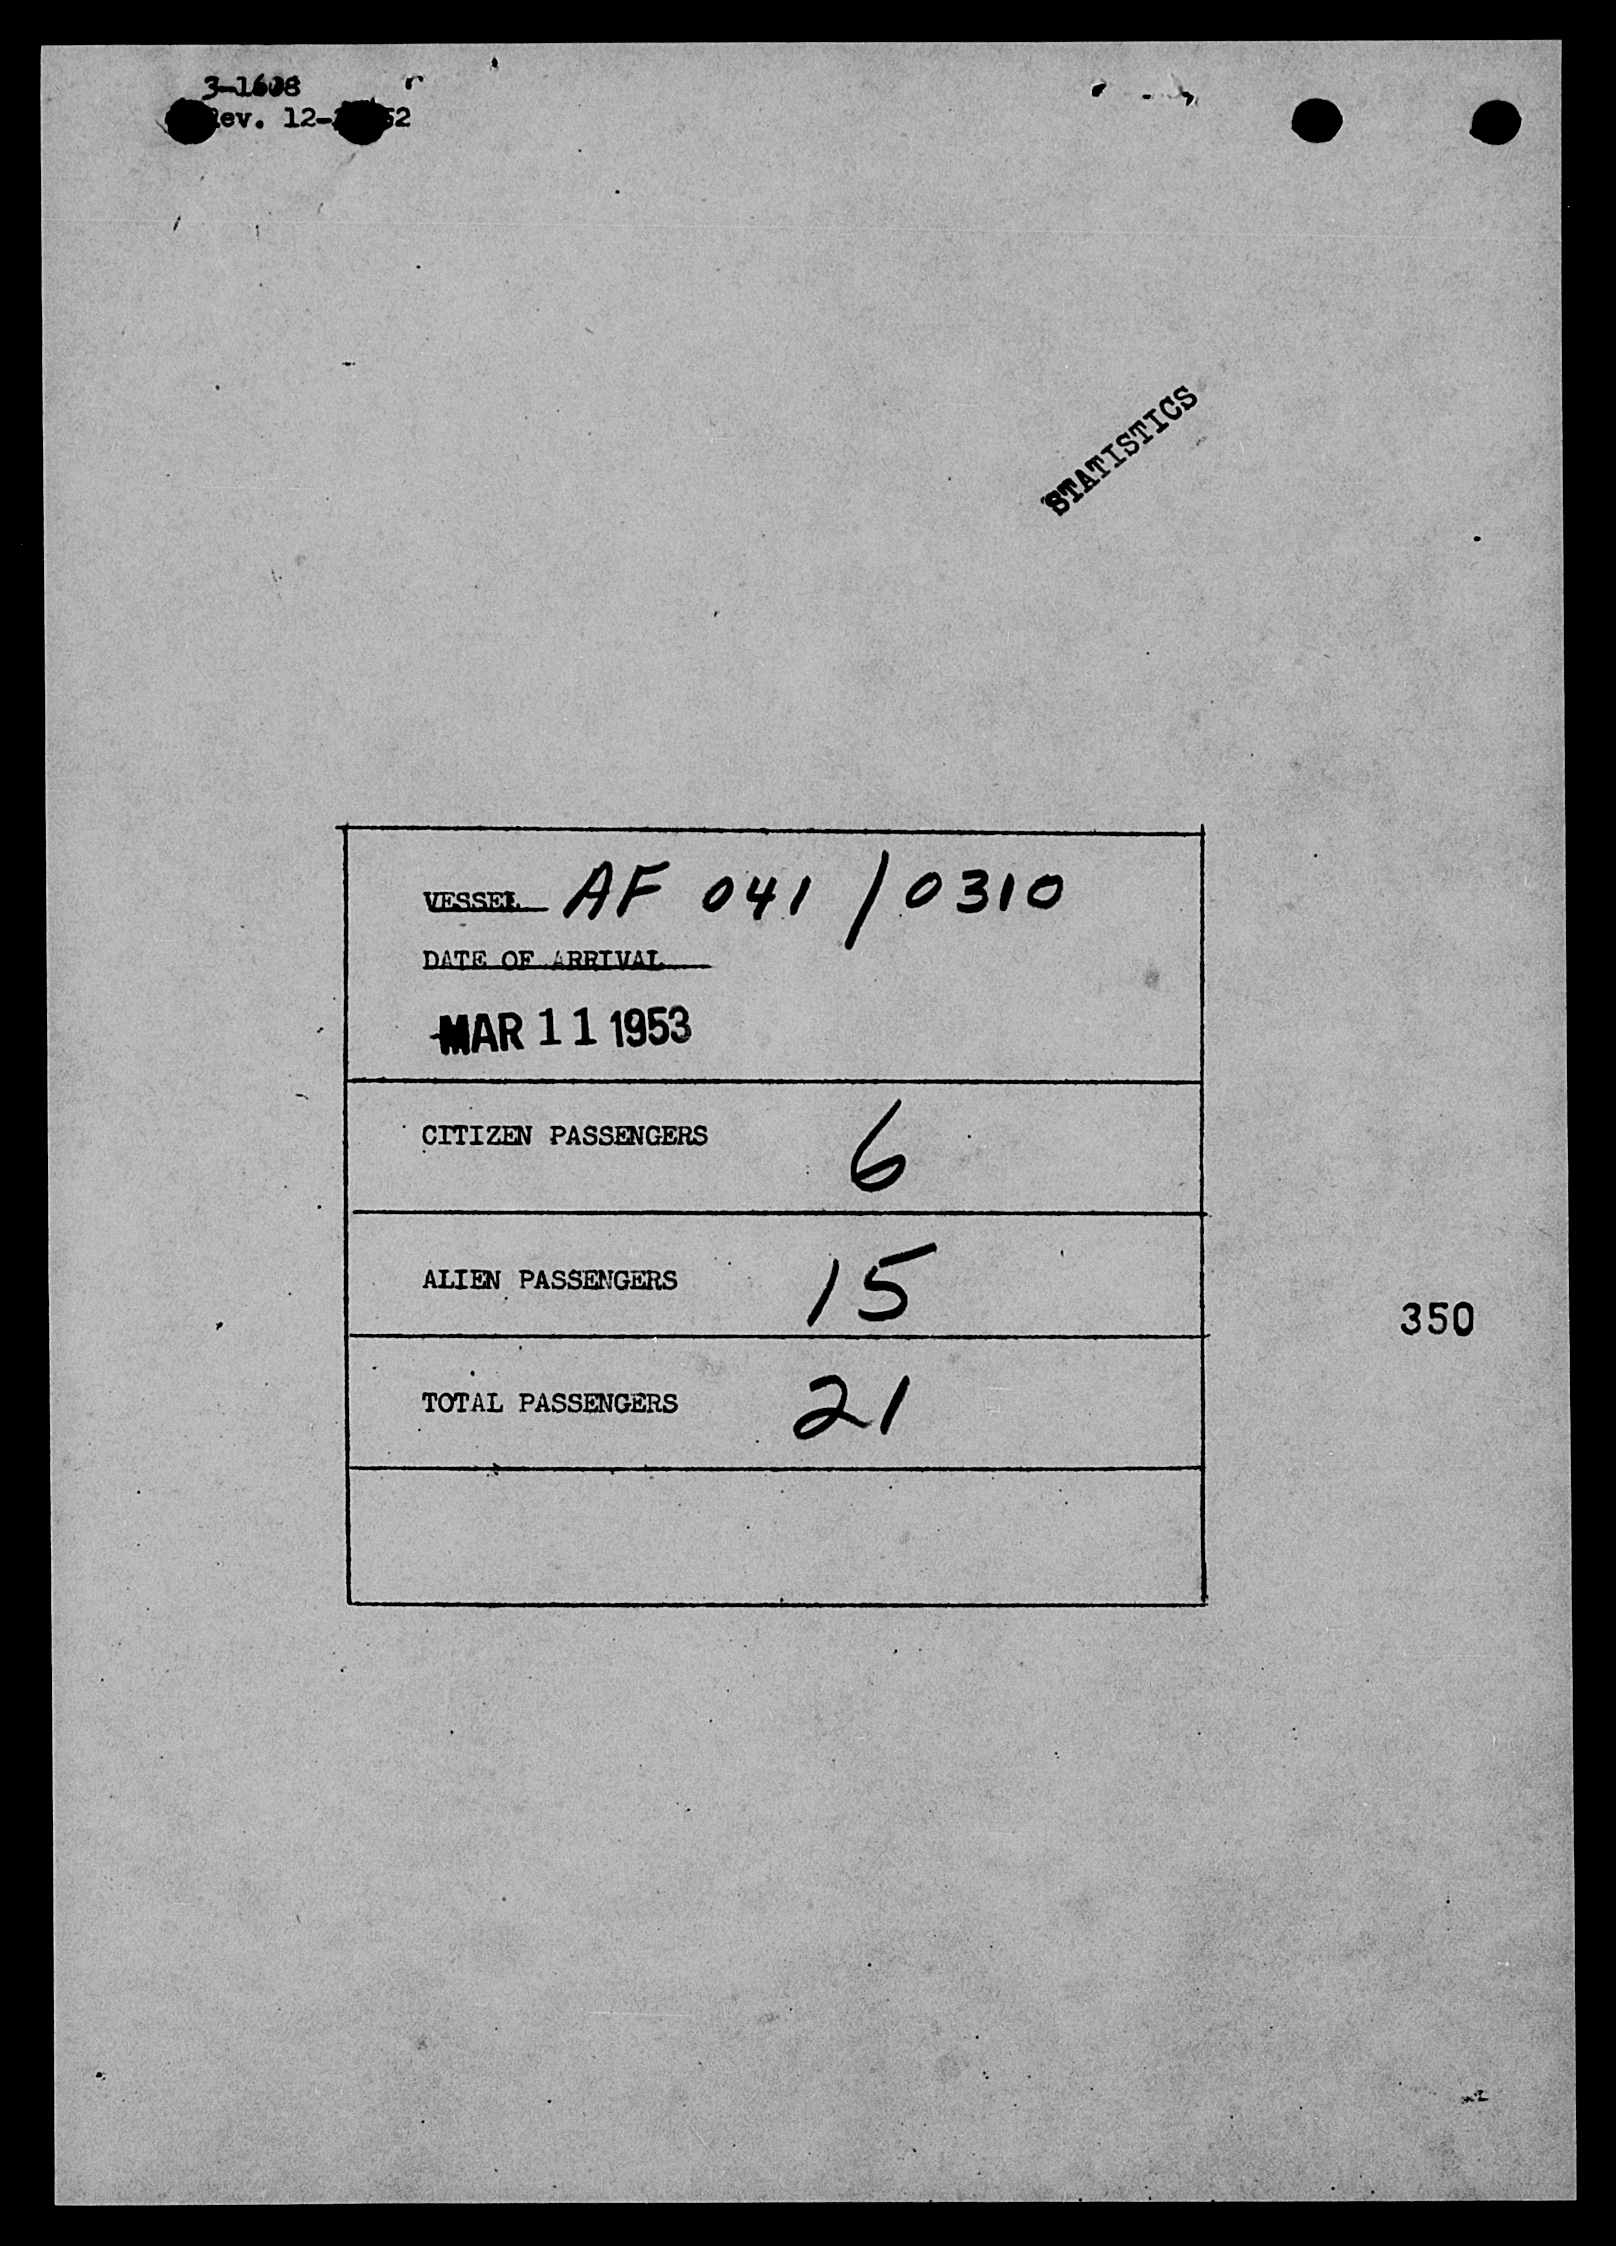 3-1608
Rev. 12-
52
STATISTICS
VESSEL AF 041 / 0310
DATE OF ARRIVAL
MAR 11 1953
CITIZEN PASSENGERS 6
ALIEN PASSENGERS 15
350
TOTAL PASSENGERS 21